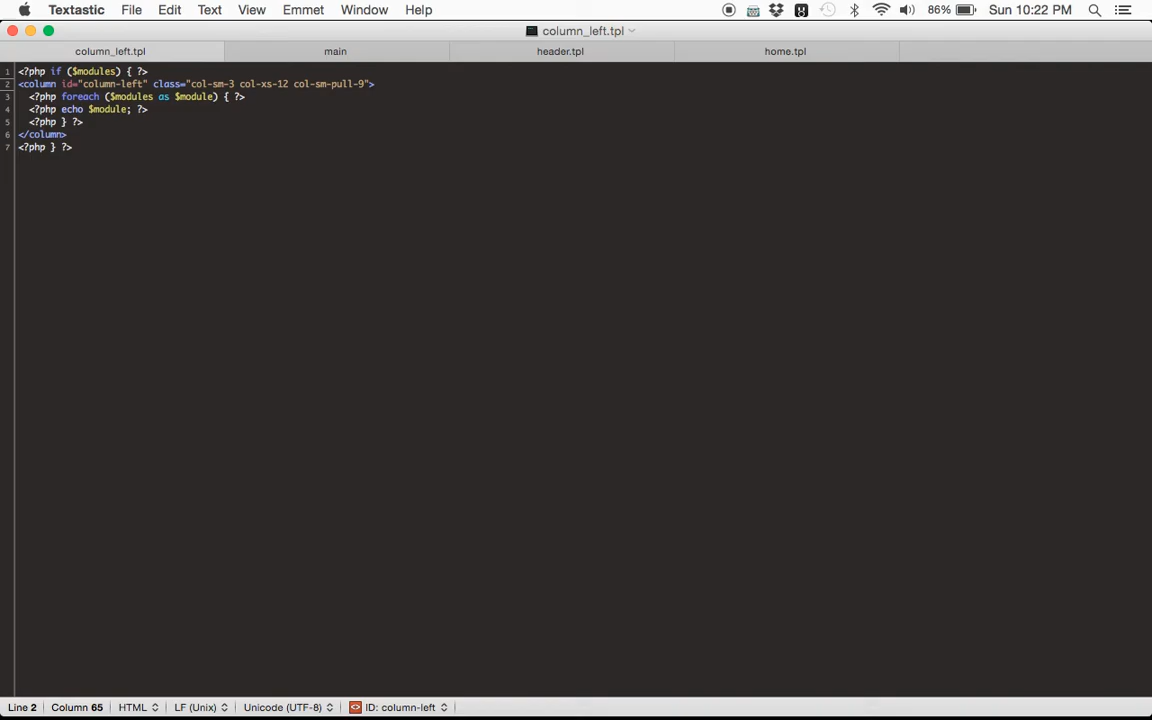 Textastic File Edit Text View Emmet Window Help 86% Sun 10:22 PM
column_left.tpl
column_left.tpl main header.tpl home.tpl
1 <?php if ($modules) { ?>
2 <column id="column-left" class="col-sm-3 col-xs-12 col-sm-pull-9">
3 <?php foreach ($modules as $module) { ?>
4 <?php echo $module; ?>
5 <?php } ?>
6 </column>
7 <?php } ?>
Line 2 Column 65 HTML LF (Unix) Unicode (UTF-8) <> ID: column-left